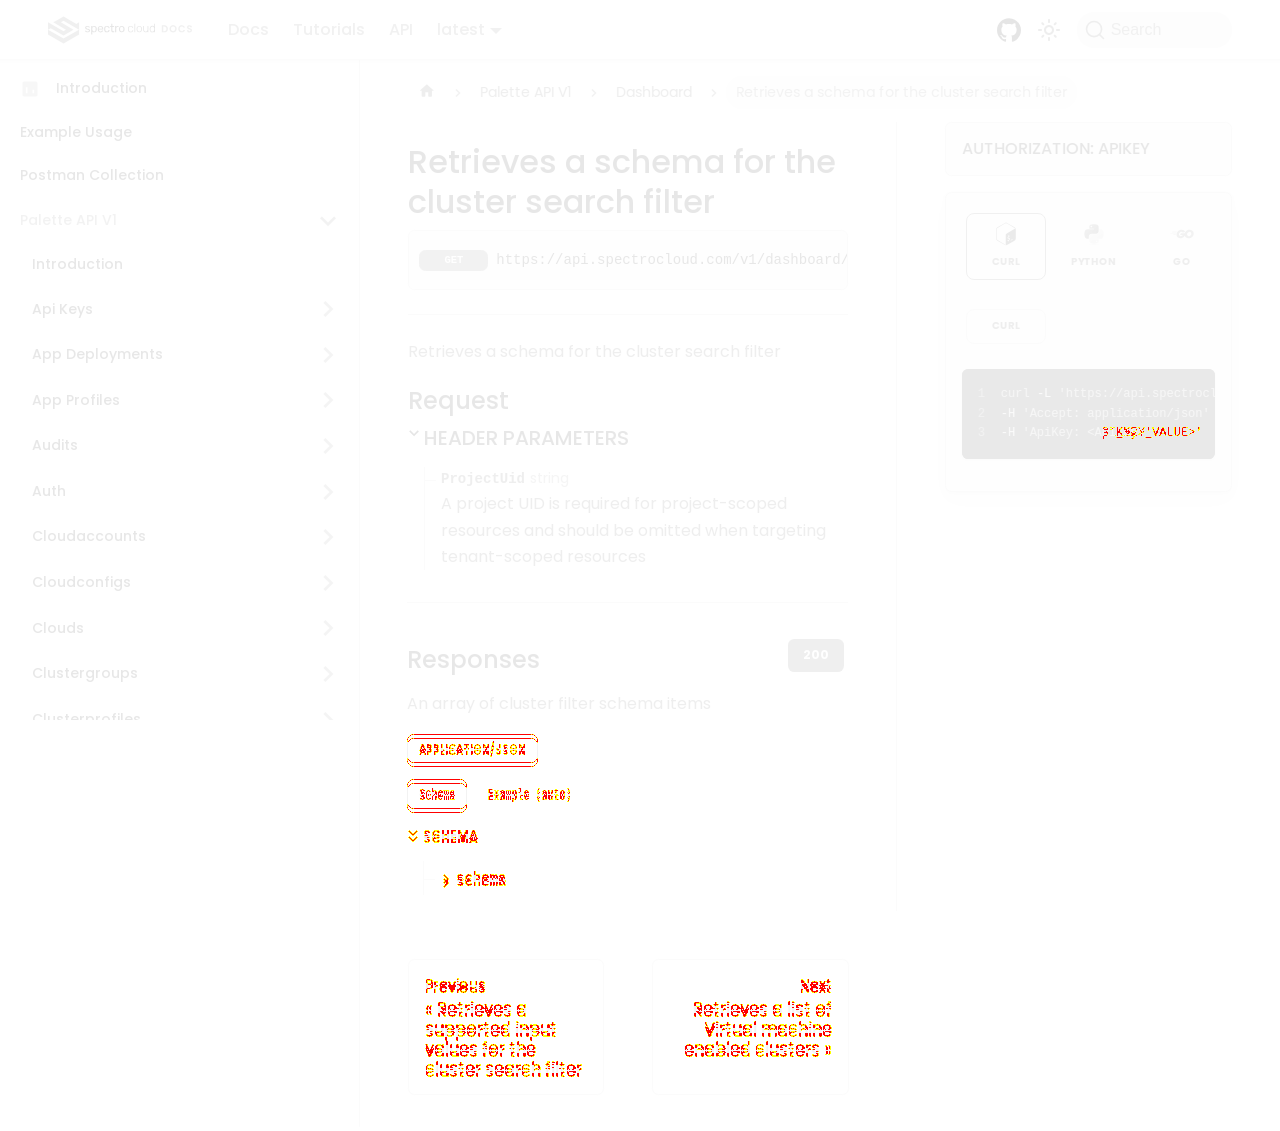 spectro cloud DOCS
Docs
Tutorials
API
latest
Search
Introduction
Example Usage
Postman Collection
Palette API V1
Introduction
Api Keys
App Deployments
App Profiles
Audits
Auth
Cloudaccounts
Cloudconfigs
Clouds
Clustergroups
Clusterprofiles
Palette API V1
Dashboard
Retrieves a schema for the cluster search filter
Retrieves a schema for the
cluster search filter
GET https://api.spectrocloud.com/v1/dashboard/
Retrieves a schema for the cluster search filter
Request
HEADER PARAMETERS
ProjectUid string
A project UID is required for project-scoped
resources and should be omitted when targeting
tenant-scoped resources
Responses
200
An array of cluster filter schema items
APPLICATION/JSON
Schema
Example (auto)
SCHEMA
schema
Previous
« Retrieves a
supported input
values for the
cluster search filter
Next
Retrieves a list of
Virtual machine
enabled clusters »
AUTHORIZATION: APIKEY
CURL
PYTHON
GO
GO
CURL
1 curl -L 'https://api.spectrocl
2 -H 'Accept: application/json'
3 -H 'ApiKey: VALUE>'